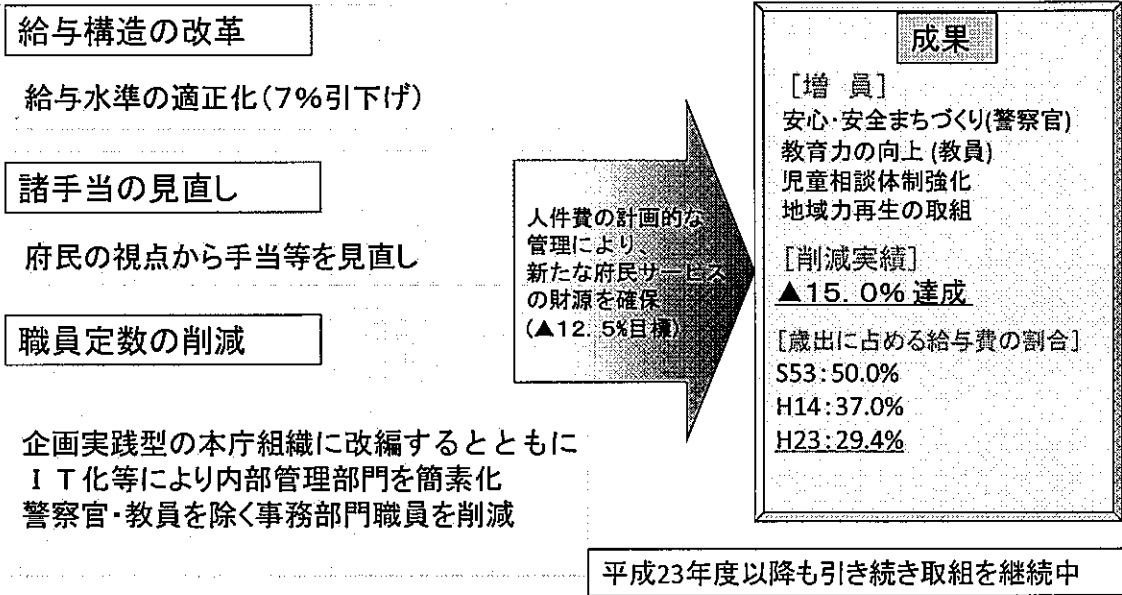 給与構造の改革
給与水準の適正化(7%引下げ)
諸手当の見直し
府民の視点から手当等を見直し
職員定数の削減
企画実践型の本庁組織に改編するとともに
IT化等により内部管理部門を簡素化
警察官・教員を除く事務部門職員を削減
人件費の計画的な
管理により
新たな府民サービス
の財源を確保
(▲12.5%目標)
成果
[増 員]
安心・安全まちづくり(警察官)
教育力の向上(教員)
児童相談体制強化
地域力再生の取組
[削減実績]
▲15.0%達成
[歳出に占める給与費の割合]
S53:50.0%
H14:37.0%
H23:29.4%
平成23年度以降も引き続き取組を継続中